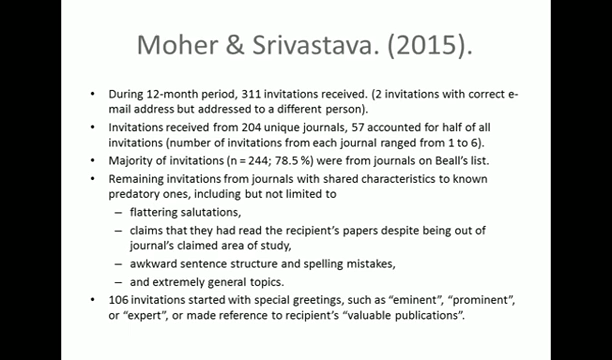 Moher & Srivastava. (2015).
• During 12-month period, 311 invitations received. (2 invitations with correct e-
mail address but addressed to a different person).
• Invitations received from 204 unique journals, 57 accounted for half of all
invitations (number of invitations from each journal ranged from 1 to 6).
• Majority of invitations (n = 244; 78.5 %) were from journals on Beall's list.
• Remaining invitations from journals with shared characteristics to known
predatory ones, including but not limited to
– flattering salutations,
– claims that they had read the recipient's papers despite being out of
journal's claimed area of study,
– awkward sentence structure and spelling mistakes,
– and extremely general topics.
• 106 invitations started with special greetings, such as "eminent", "prominent",
or "expert", or made reference to recipient's "valuable publications".